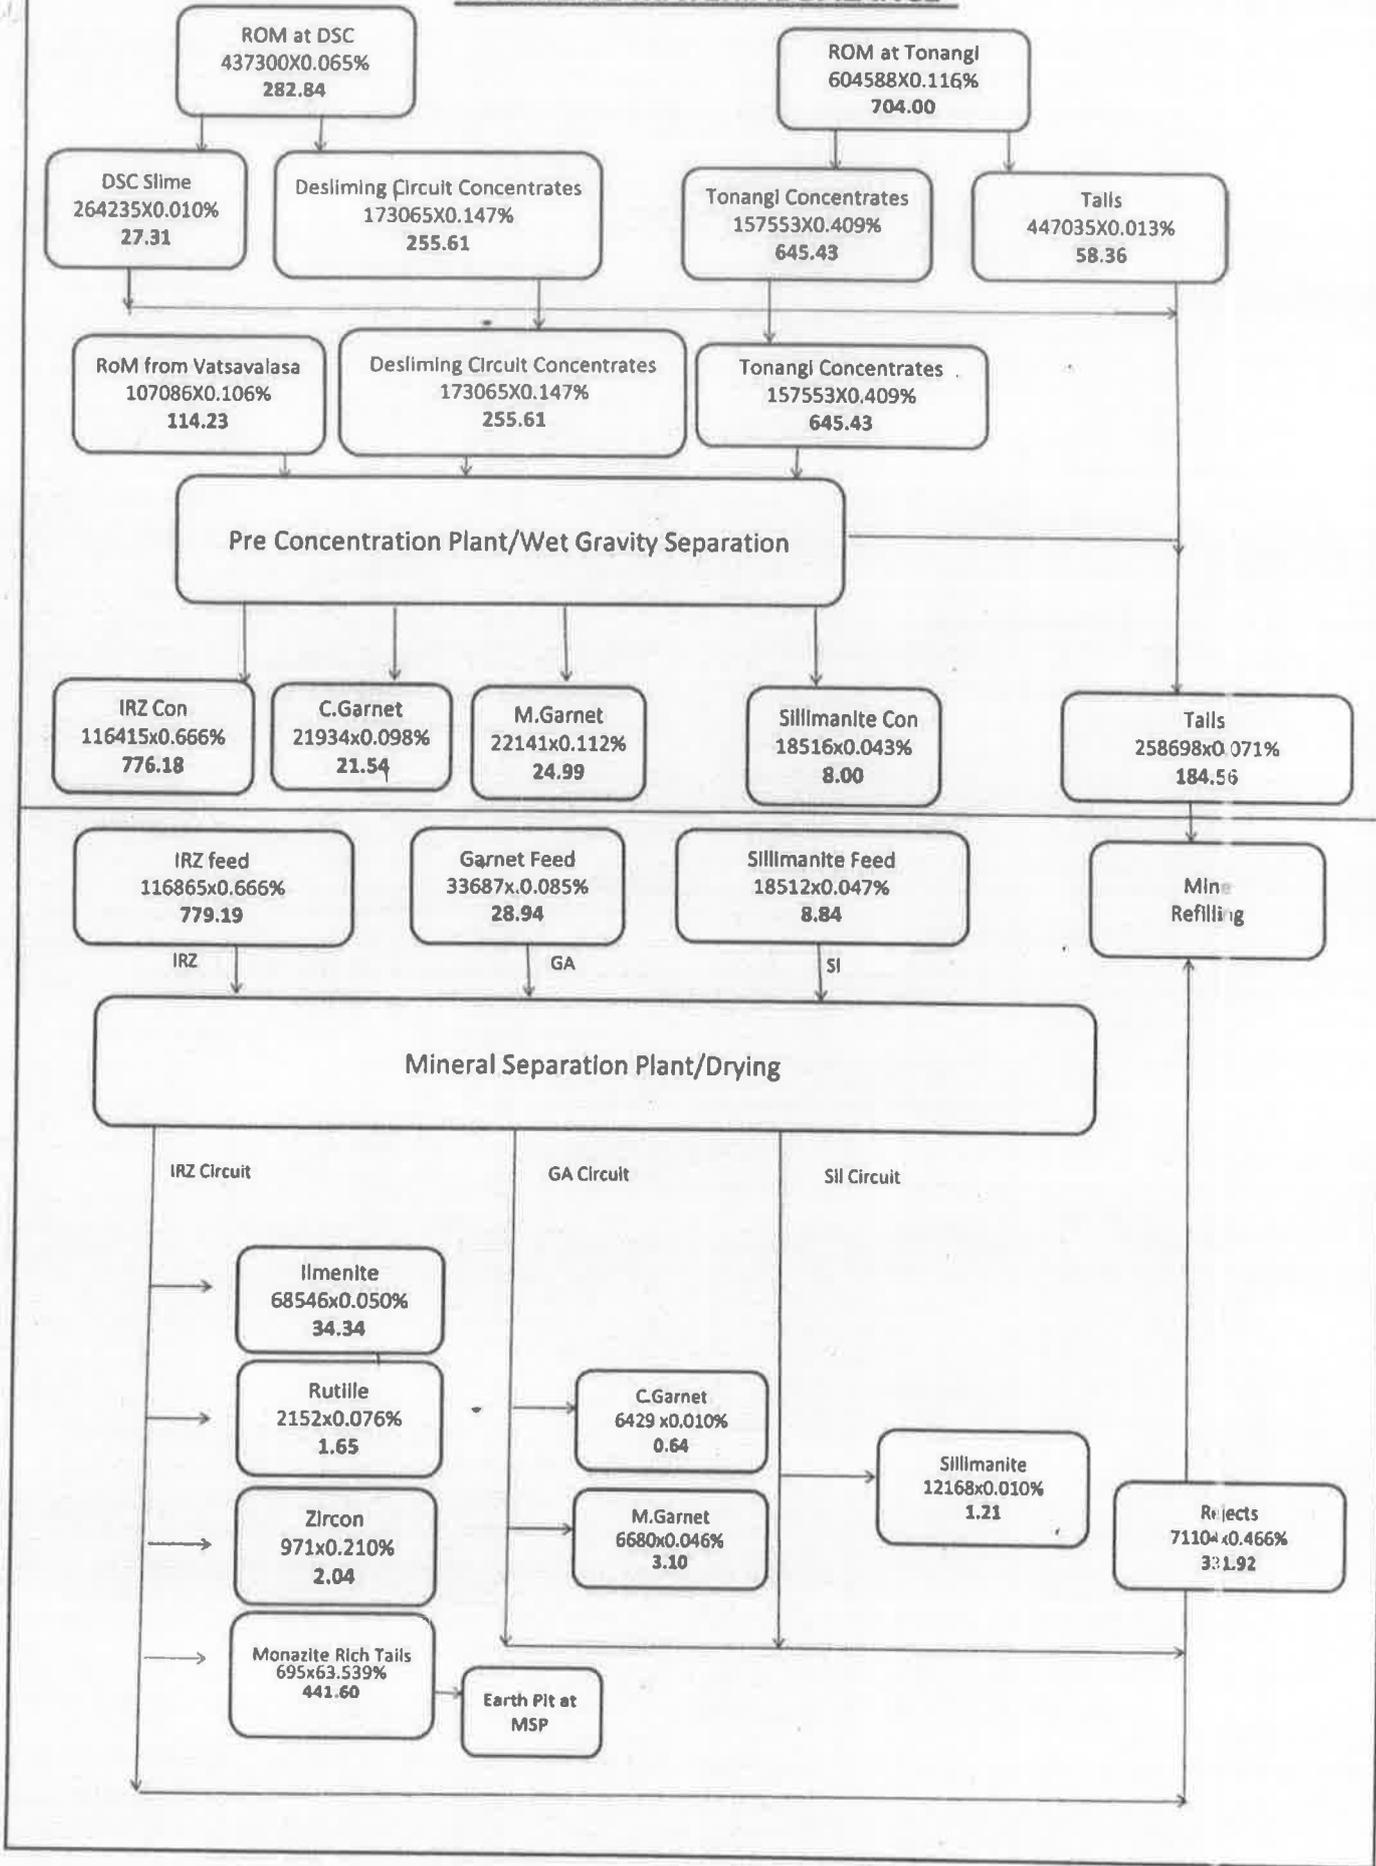 ROM at DSC
437300X0.065%
282.84
ROM at Tonangi
604588X0.116%
704.00
DSC Slime
264235X0.010%
27.31
Desliming Circuit Concentrates
173065X0.147%
255.61
Tonangi Concentrates
157553X0.409%
645.43
Tails
447035X0.013%
58.36
RoM from Vatsavalasa
107086X0.106%
114.23
Desliming Circuit Concentrates
173065X0.147%
255.61
Tonangi Concentrates
157553X0.409%
645.43
Pre Concentration Plant/Wet Gravity Separation
IRZ Con
116415x0.666%
776.18
C.Garnet
21934x0.098%
21.54
M.Garnet
22141x0.112%
24.99
Sillimanite Con
18516x0.043%
8.00
Tails
258698x0.071%
184.56
IRZ feed
116865x0.666%
779.19
Garnet Feed
33687x.0.085%
28.94
Sillimanite Feed
18512x0.047%
8.84
Mine
Refilling
IRZ
GA
SI
Mineral Separation Plant/Drying
IRZ Circuit
GA Circuit
Sil Circuit
Ilmenite
68546x0.050%
34.34
Rutille
2152x0.076%
1.65
Zircon
971x0.210%
2.04
Monazite Rich Tails
695x63.539%
441.60
Earth Pit at
MSP
C.Garnet
6429 x0.010%
0.64
M.Garnet
6680x0.046%
3.10
Sillimanite
12168x0.010%
1.21
Rejects
71104x0.466%
331.92